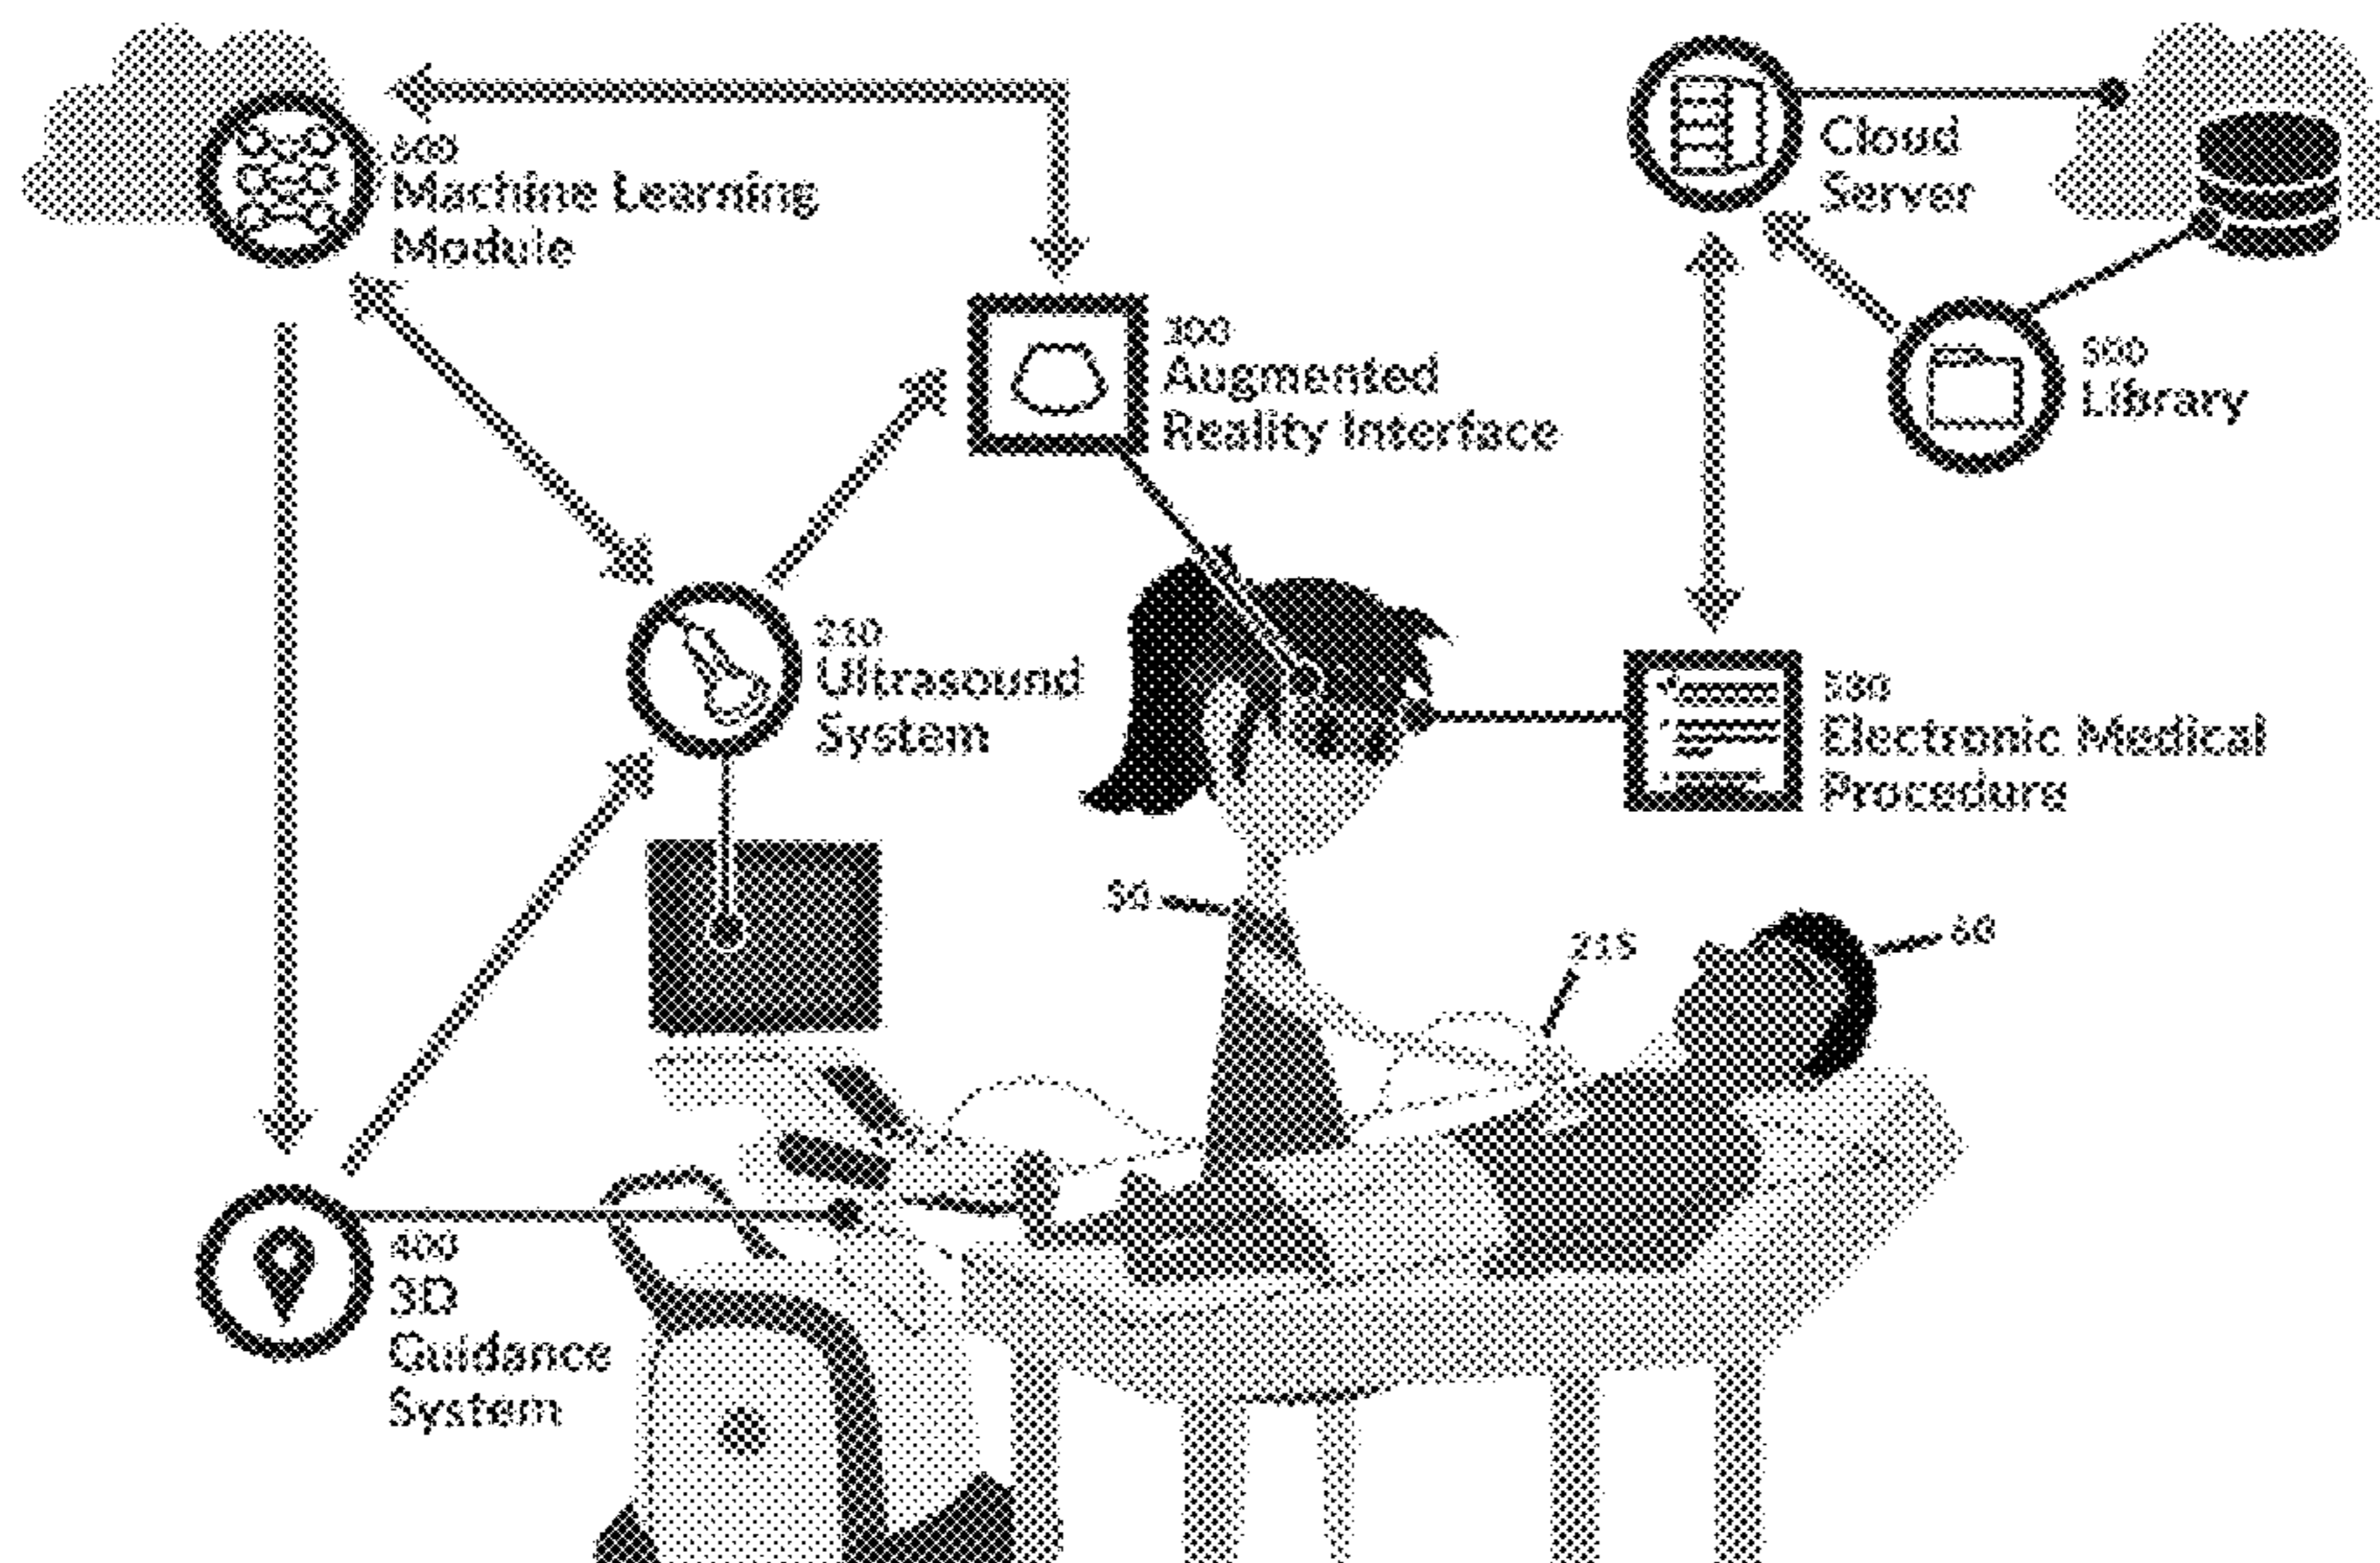 600
Machine Learning
Module
Cloud
Server
300
Augmented
Reality Interface
500
Library
210
Ultrasound
System
580
Electronic Medical
Procedure
50
215
60
400
3D
Guidance
System